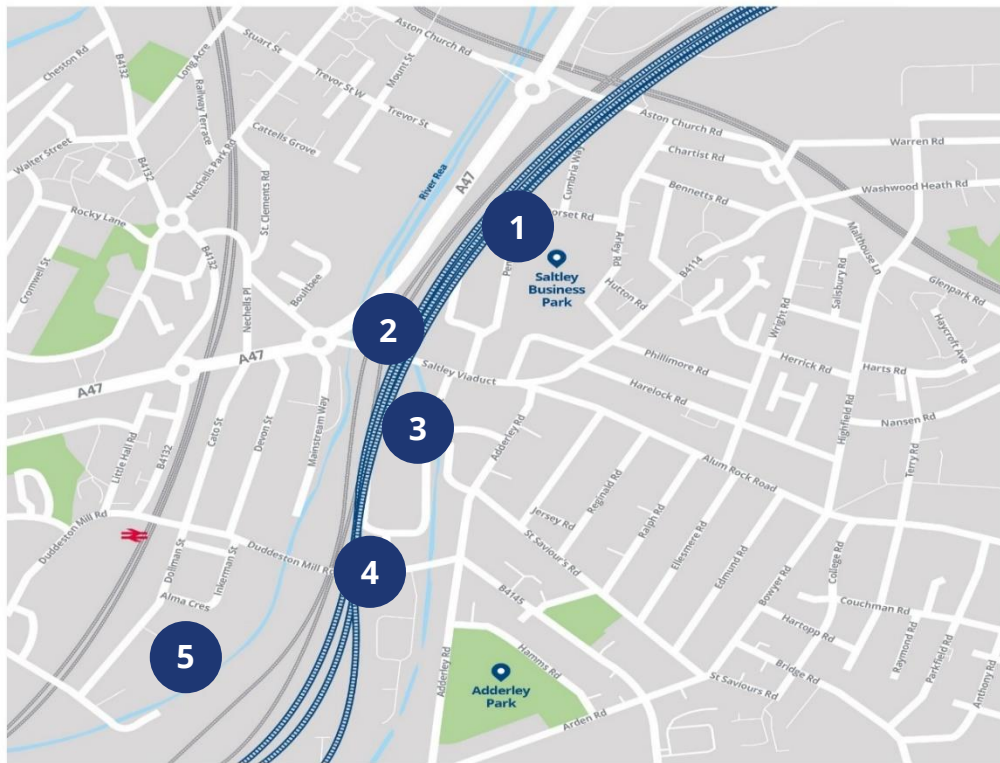 Aston Church Rd
Stuart St
Cheston Rd
B4132
Long Acre
Mount St
Trevor St W
Railway Terrace
Trevor St
Aston Church Rd
Cattells Grove
Warren Rd
Walter Street
Nechells Park Rd
Chartist Rd
B4132
Cumbria Way
River Rea
A47
Washwood Heath Rd
Bennetts Rd
St. Clements Rd
Rocky Lane
1
orset Rd
Arley Rd
Malthouse Ln
B4132
B4114
Saltley
Business
Park
Cromwell St
Boultbee
Hutton Rd
Salisbury Rd
Glenpark Rd
Nechells Pl
Wright Rd
Haycroft Ave
2
A47
A47
Saltley Viaduct
Phillimore Rd
Herrick Rd
Harts Rd
Harelock Rd
3
Mainstream Way
Cato St
Devon St
Adderley Rd
Highfield Rd
Nansen Rd
Little Hall Rd
B4132
Terry Rd
Alum Rock Road
Reginald Rd
Jersey Rd
Ralph Rd
Duddeston Mill Rd
Ellesmere Rd
St Saviour's Rd
Edmund Rd
Duddeston Mill Rd
4
Dollman St
Inkerman St
Bowyer Rd
College Rd
Alma Cres
B4145
Couchman Rd
Hartopp Rd
5
Raymond Rd
Parkfield Rd
Anthony Rd
Hamms Rd
Adderley Rd
Bridge Rd
St Saviours Rd
Adderley
Park
Arden Rd